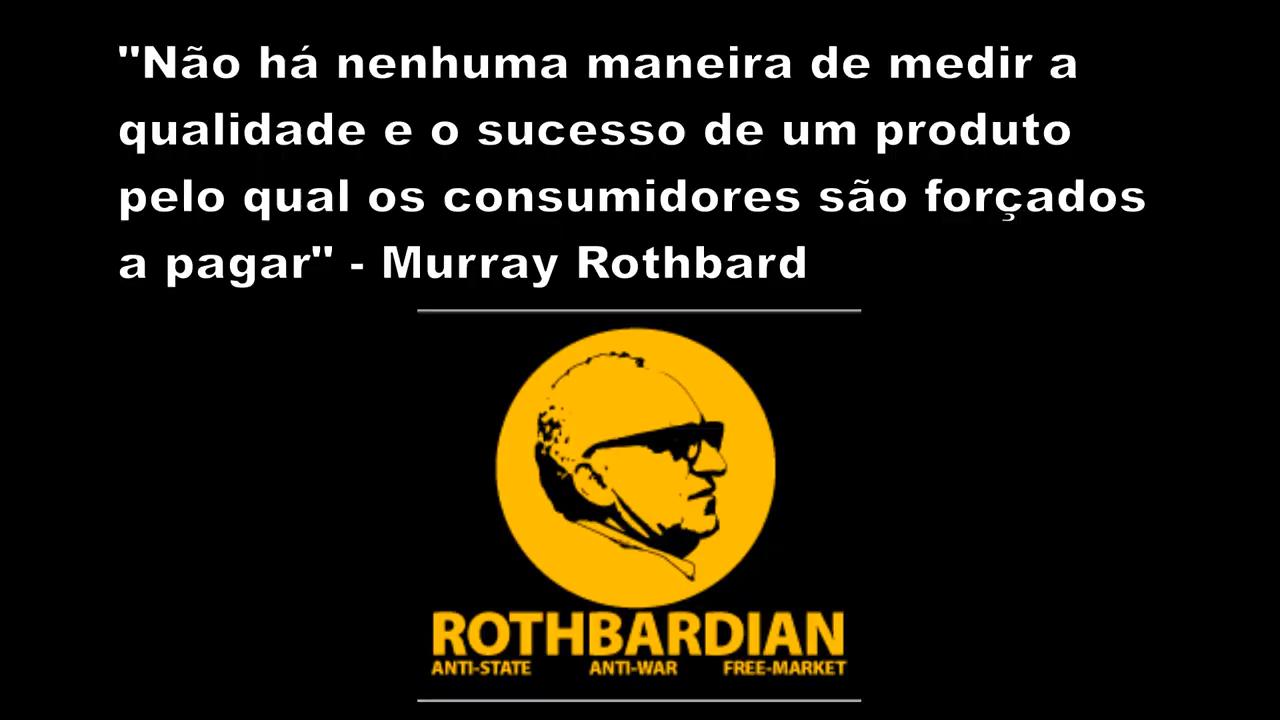 "Não há nenhuma maneira de medir a
qualidade e o sucesso de um produto
pelo qual os consumidores são forçados
a pagar" - Murray Rothbard
ROTHBARDIAN
ANTI-STATE ANTI-WAR FREE-MARKET